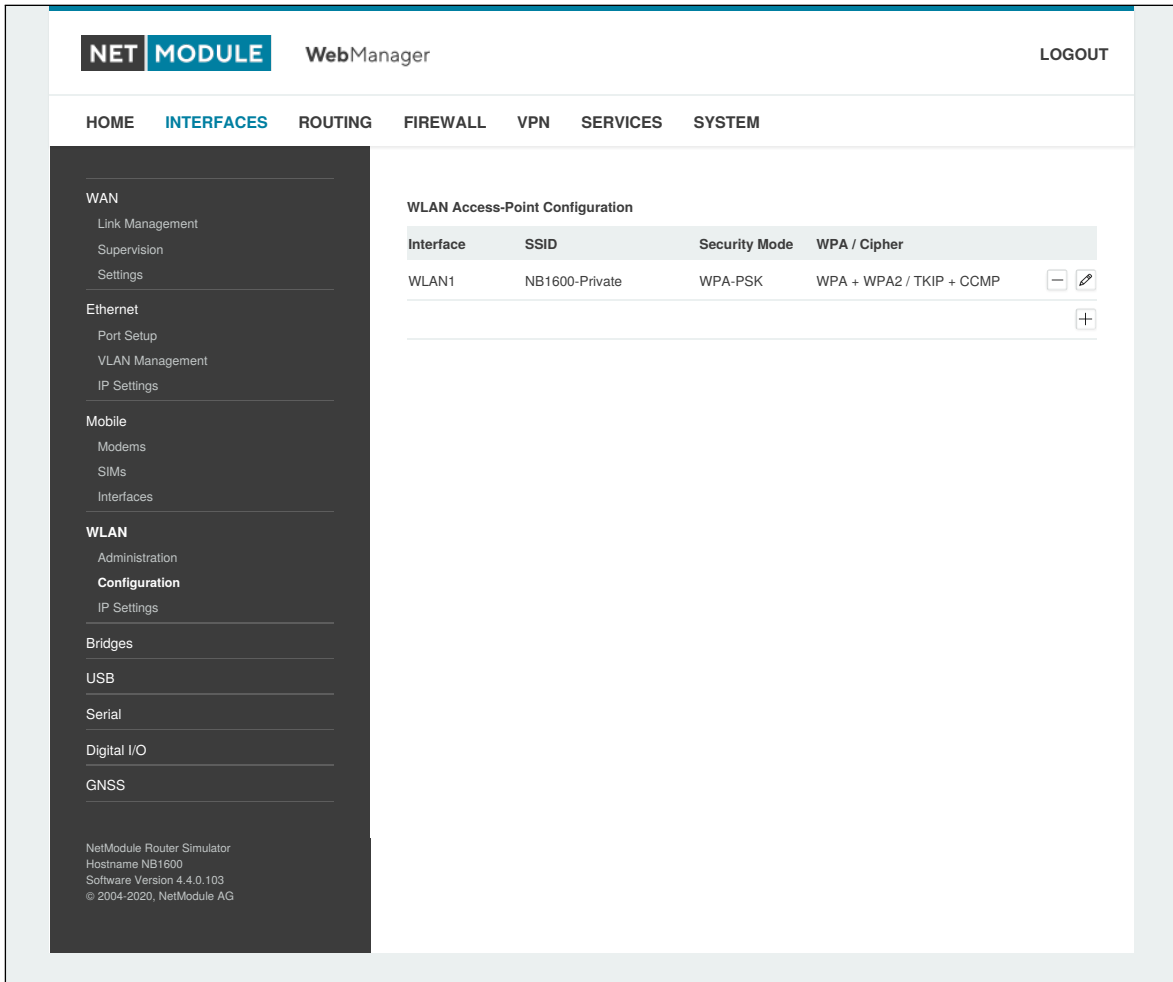 NET MODULE WebManager LOGOUT
HOME INTERFACES ROUTING FIREWALL VPN SERVICES SYSTEM
WAN
Link Management
Supervision
Settings
Ethernet
Port Setup
VLAN Management
IP Settings
Mobile
Modems
SIMs
Interfaces
WLAN
Administration
Configuration
IP Settings
Bridges
USB
Serial
Digital I/O
GNSS
NetModule Router Simulator
Hostname NB1600
Software Version 4.4.0.103
© 2004-2020, NetModule AG
WLAN Access-Point Configuration
Interface SSID Security Mode WPA / Cipher
WLAN1 NB1600-Private WPA-PSK WPA + WPA2 / TKIP + CCMP